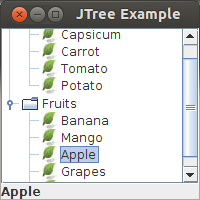 JTree Example
Capsicum
Carrot
Tomato
Potato
Fruits
Banana
Mango
Apple
Grapes
Apple